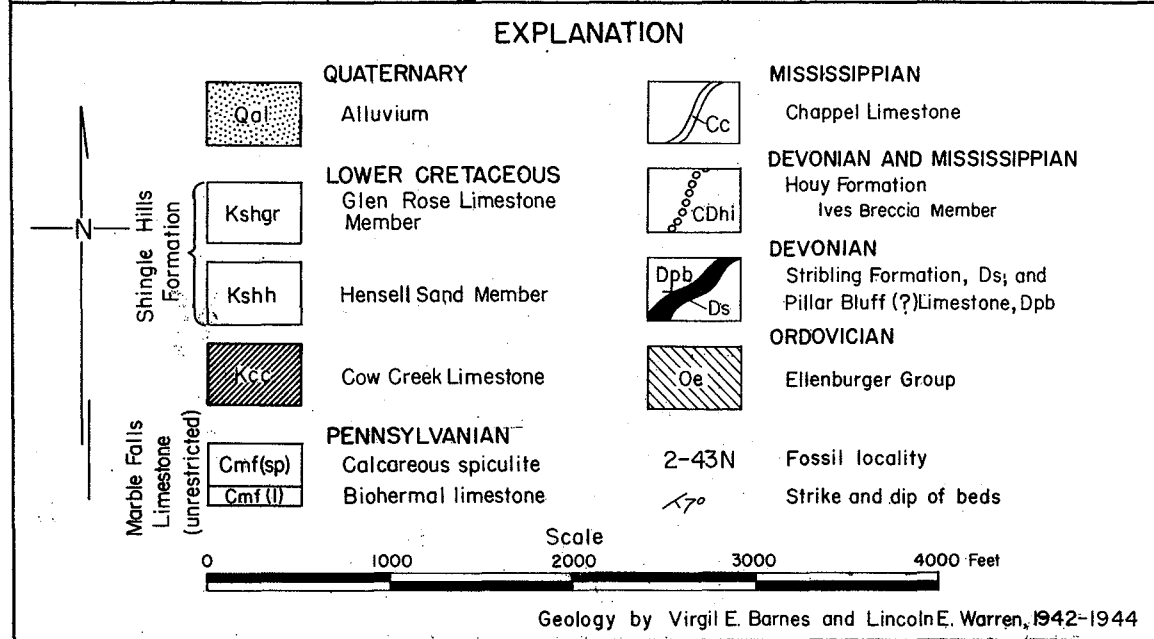 EXPLANATION
QUATERNARY
Qal
Alluvium
LOWER CRETACEOUS
Shingle Hills
Formation
Kshgr
Glen Rose Limestone
Member
Kshh
Hensell Sand Member
Kcc
Cow Creek Limestone
PENNSYLVANIAN
Marble Falls
Limestone
(unrestricted)
Cmf(sp)
Calcareous spiculite
Cmf(l)
Biohermal limestone
N
MISSISSIPPIAN
Cc
Chappel Limestone
DEVONIAN AND MISSISSIPPIAN
CDhi
Houy Formation
Ives Breccia Member
DEVONIAN
Dpb
Ds
Stribling Formation, Ds, and
Pillar Bluff (?) Limestone, Dpb
ORDOVICIAN
Oe
Ellenburger Group
2-43N
Fossil locality
7°
Strike and dip of beds
Scale
0 1000 2000 3000 4000 Feet
Geology by Virgil E. Barnes and Lincoln E. Warren, 1942-1944